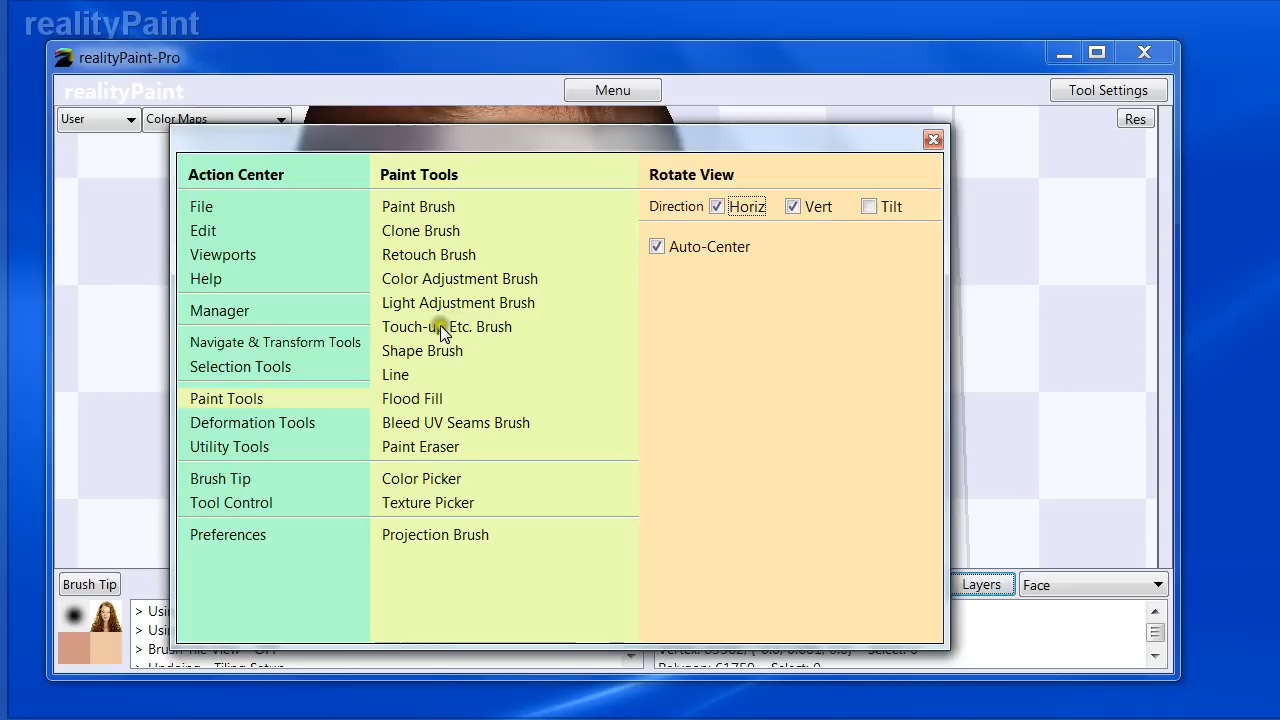 realityPaint
realityPaint-Pro
realityPaint
Menu
Tool Settings
User
Color Maps
Res
Action Center
File
Edit
Viewports
Help
Manager
Navigate & Transform Tools
Selection Tools
Paint Tools
Deformation Tools
Utility Tools
Brush Tip
Tool Control
Preferences
Paint Tools
Paint Brush
Clone Brush
Retouch Brush
Color Adjustment Brush
Light Adjustment Brush
Touch-up Etc. Brush
Shape Brush
Line
Flood Fill
Bleed UV Seams Brush
Paint Eraser
Color Picker
Texture Picker
Projection Brush
Rotate View
Direction Horiz Vert Tilt
Auto-Center
Brush Tip
Layers
Face
> Usin
> Usin